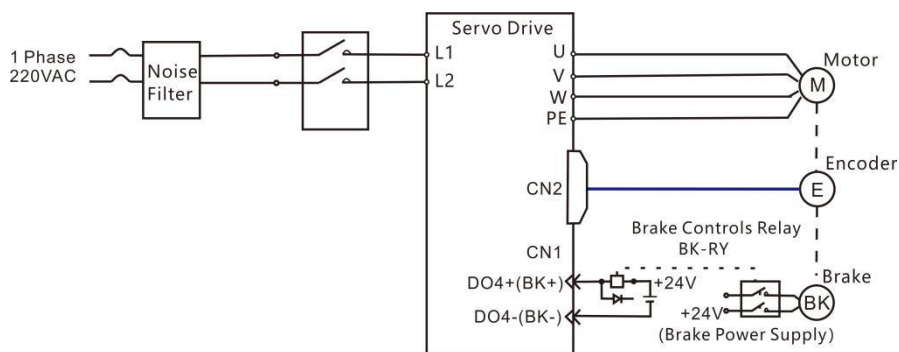 Servo Drive
1 Phase
220VAC
Noise
Filter
L1
L2
U
V
W
PE
Motor
M
CN2
Encoder
E
CN1
Brake Controls Relay
BK-RY
DO4+(BK+)
+24V
DO4-(BK-)
Brake
BK
+24V
(Brake Power Supply)